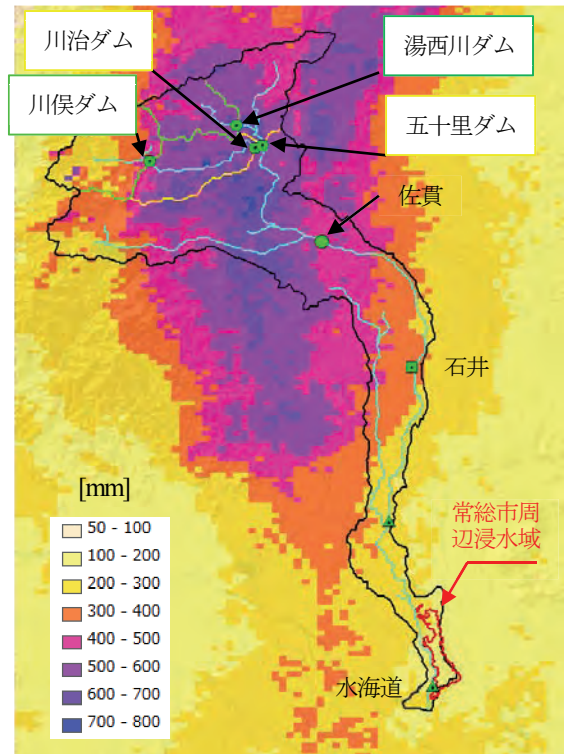 川治ダム
湯西川ダム
川俣ダム
五十里ダム
佐貫
石井
[mm]
50 - 100
100 - 200
200 - 300
300 - 400
400 - 500
500 - 600
600 - 700
700 - 800
常総市周
辺浸水域
水海道